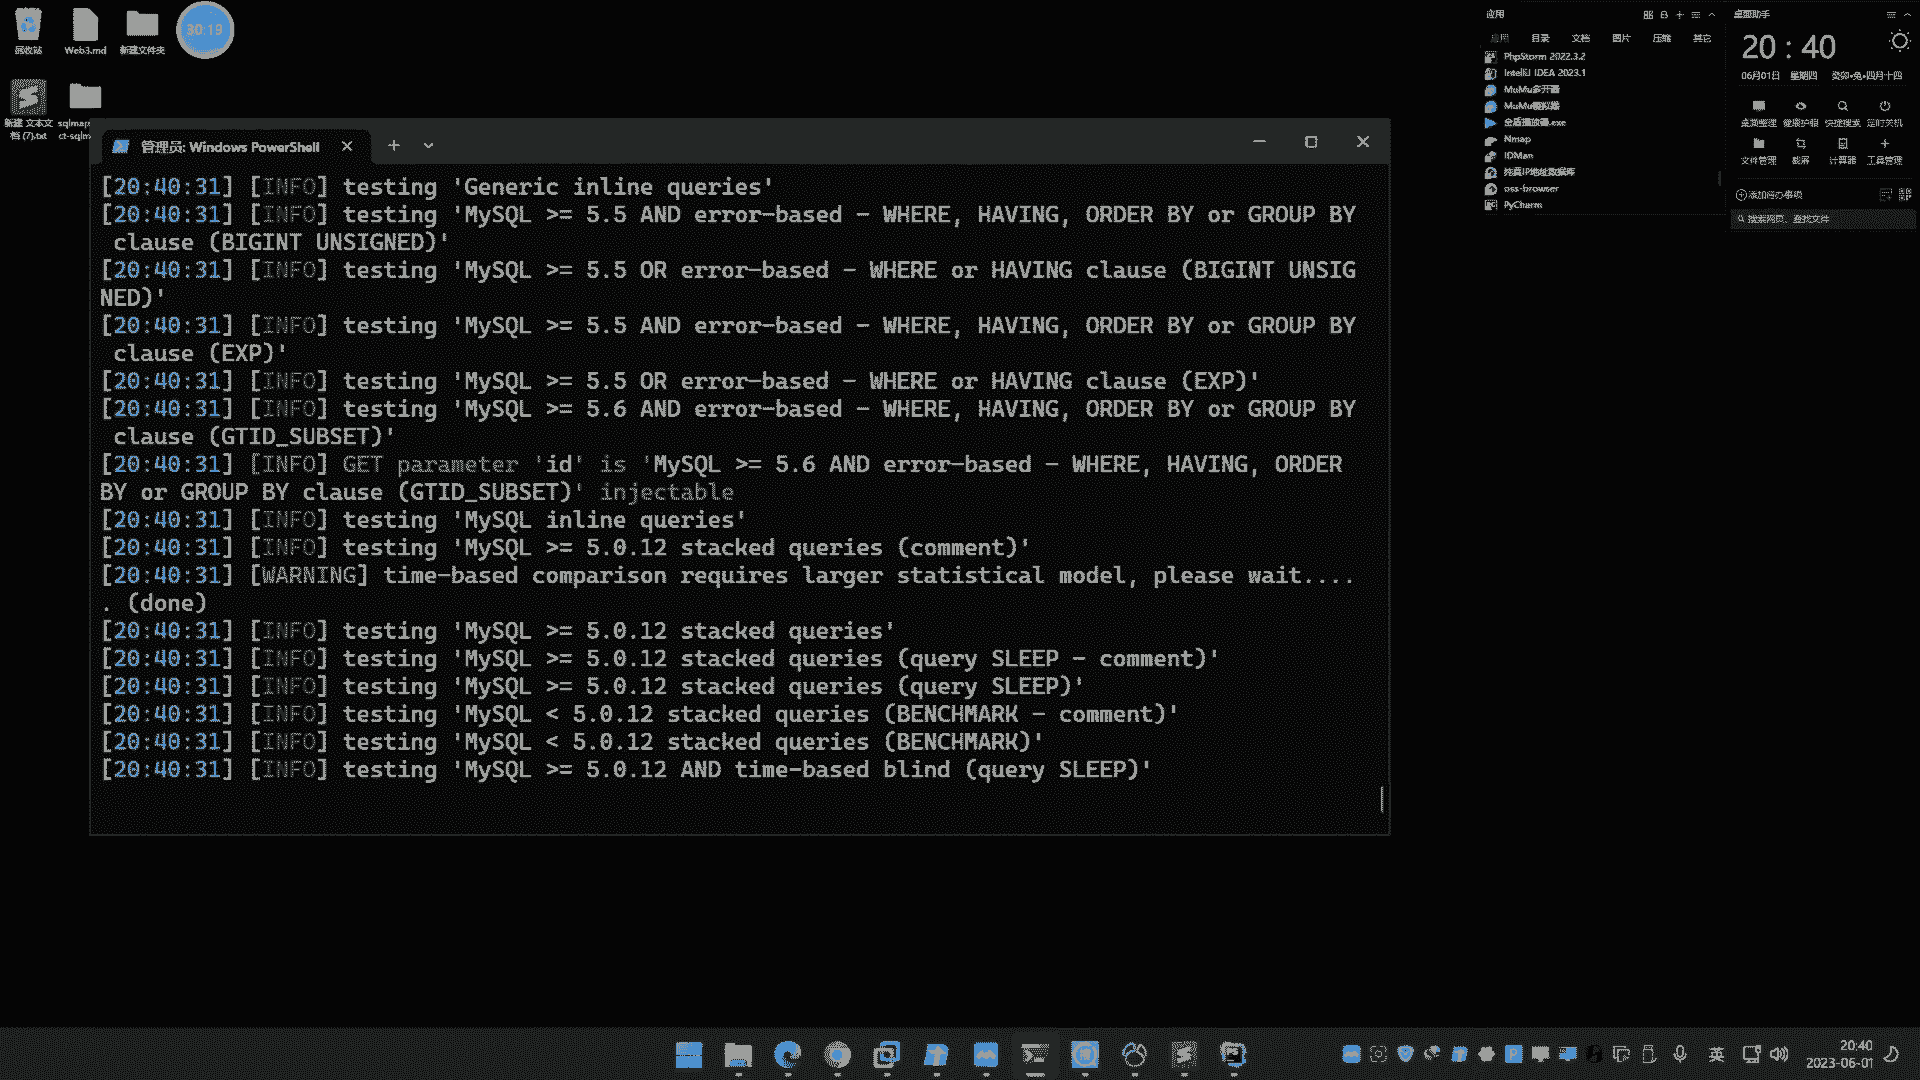 30:19
回收站
Web3.md
新建文件夹
新建 文本文
档 (7).txt
sqlmap
ct-sqlm
管理员: Windows PowerShell
[20:40:31] [INFO] testing 'Generic inline queries'
[20:40:31] [INFO] testing 'MySQL >= 5.5 AND error-based - WHERE, HAVING, ORDER BY or GROUP BY
 clause (BIGINT UNSIGNED)'
[20:40:31] [INFO] testing 'MySQL >= 5.5 OR error-based - WHERE or HAVING clause (BIGINT UNSIG
NED)'
[20:40:31] [INFO] testing 'MySQL >= 5.5 AND error-based - WHERE, HAVING, ORDER BY or GROUP BY
 clause (EXP)'
[20:40:31] [INFO] testing 'MySQL >= 5.5 OR error-based - WHERE or HAVING clause (EXP)'
[20:40:31] [INFO] testing 'MySQL >= 5.6 AND error-based - WHERE, HAVING, ORDER BY or GROUP BY
 clause (GTID_SUBSET)'
[20:40:31] [INFO] GET parameter 'id' is 'MySQL >= 5.6 AND error-based - WHERE, HAVING, ORDER
BY or GROUP BY clause (GTID_SUBSET)' injectable
[20:40:31] [INFO] testing 'MySQL inline queries'
[20:40:31] [INFO] testing 'MySQL >= 5.0.12 stacked queries (comment)'
[20:40:31] [WARNING] time-based comparison requires larger statistical model, please wait....
. (done)
[20:40:31] [INFO] testing 'MySQL >= 5.0.12 stacked queries'
[20:40:31] [INFO] testing 'MySQL >= 5.0.12 stacked queries (query SLEEP - comment)'
[20:40:31] [INFO] testing 'MySQL >= 5.0.12 stacked queries (query SLEEP)'
[20:40:31] [INFO] testing 'MySQL < 5.0.12 stacked queries (BENCHMARK - comment)'
[20:40:31] [INFO] testing 'MySQL < 5.0.12 stacked queries (BENCHMARK)'
[20:40:31] [INFO] testing 'MySQL >= 5.0.12 AND time-based blind (query SLEEP)'
应用
应用 目录 文档 图片 压缩 其它
PhpStorm 2022.3.2
IntelliJ IDEA 2023.1
MuMu多开器
MuMu模拟器
全盾播放器.exe
Nmap
IDMan
纯真IP地址数据库
oss-browser
PyCharm
桌面助手
20 : 40
06月01日 星期四 癸卯•兔•四月十四
桌面整理 健康护眼 快捷搜索 定时关机
文件管理 截屏 计算器 工具管理
添加待办事项
搜索网页、查找文件
英
20:40
2023-06-01